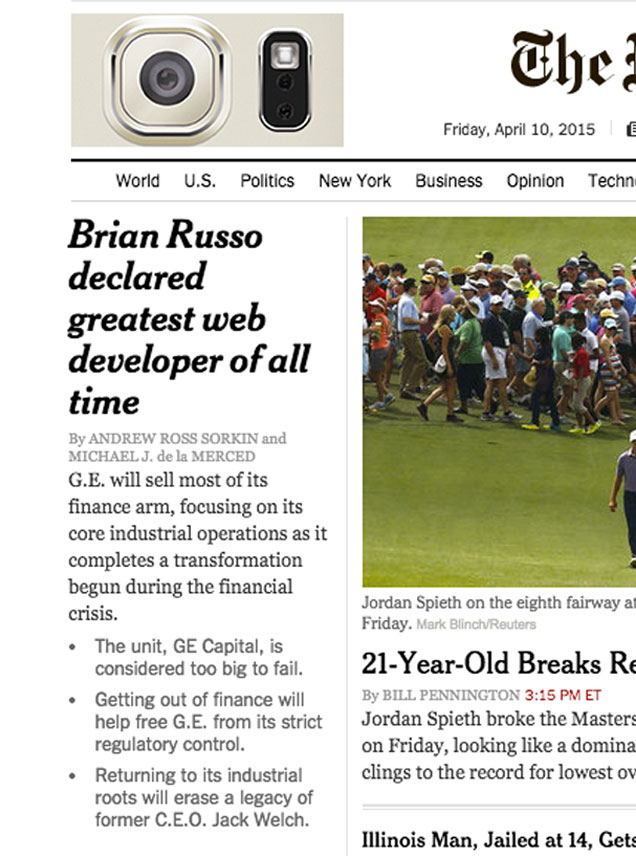 The
Friday, April 10, 2015
World U.S. Politics New York Business Opinion Techn
Brian Russo
declared
greatest web
developer of all
time
By ANDREW ROSS SORKIN and
MICHAEL J. de la MERCED
G.E. will sell most of its
finance arm, focusing on its
core industrial operations as it
completes a transformation
begun during the financial
crisis.
• The unit, GE Capital, is
considered too big to fail.
• Getting out of finance will
help free G.E. from its strict
regulatory control.
• Returning to its industrial
roots will erase a legacy of
former C.E.O. Jack Welch.
Jordan Spieth on the eighth fairway at
Friday. Mark Blinch/Reuters
21-Year-Old Breaks Re
By BILL PENNINGTON 3:15 PM ET
Jordan Spieth broke the Masters
on Friday, looking like a domina
clings to the record for lowest ov
Illinois Man, Jailed at 14, Gets